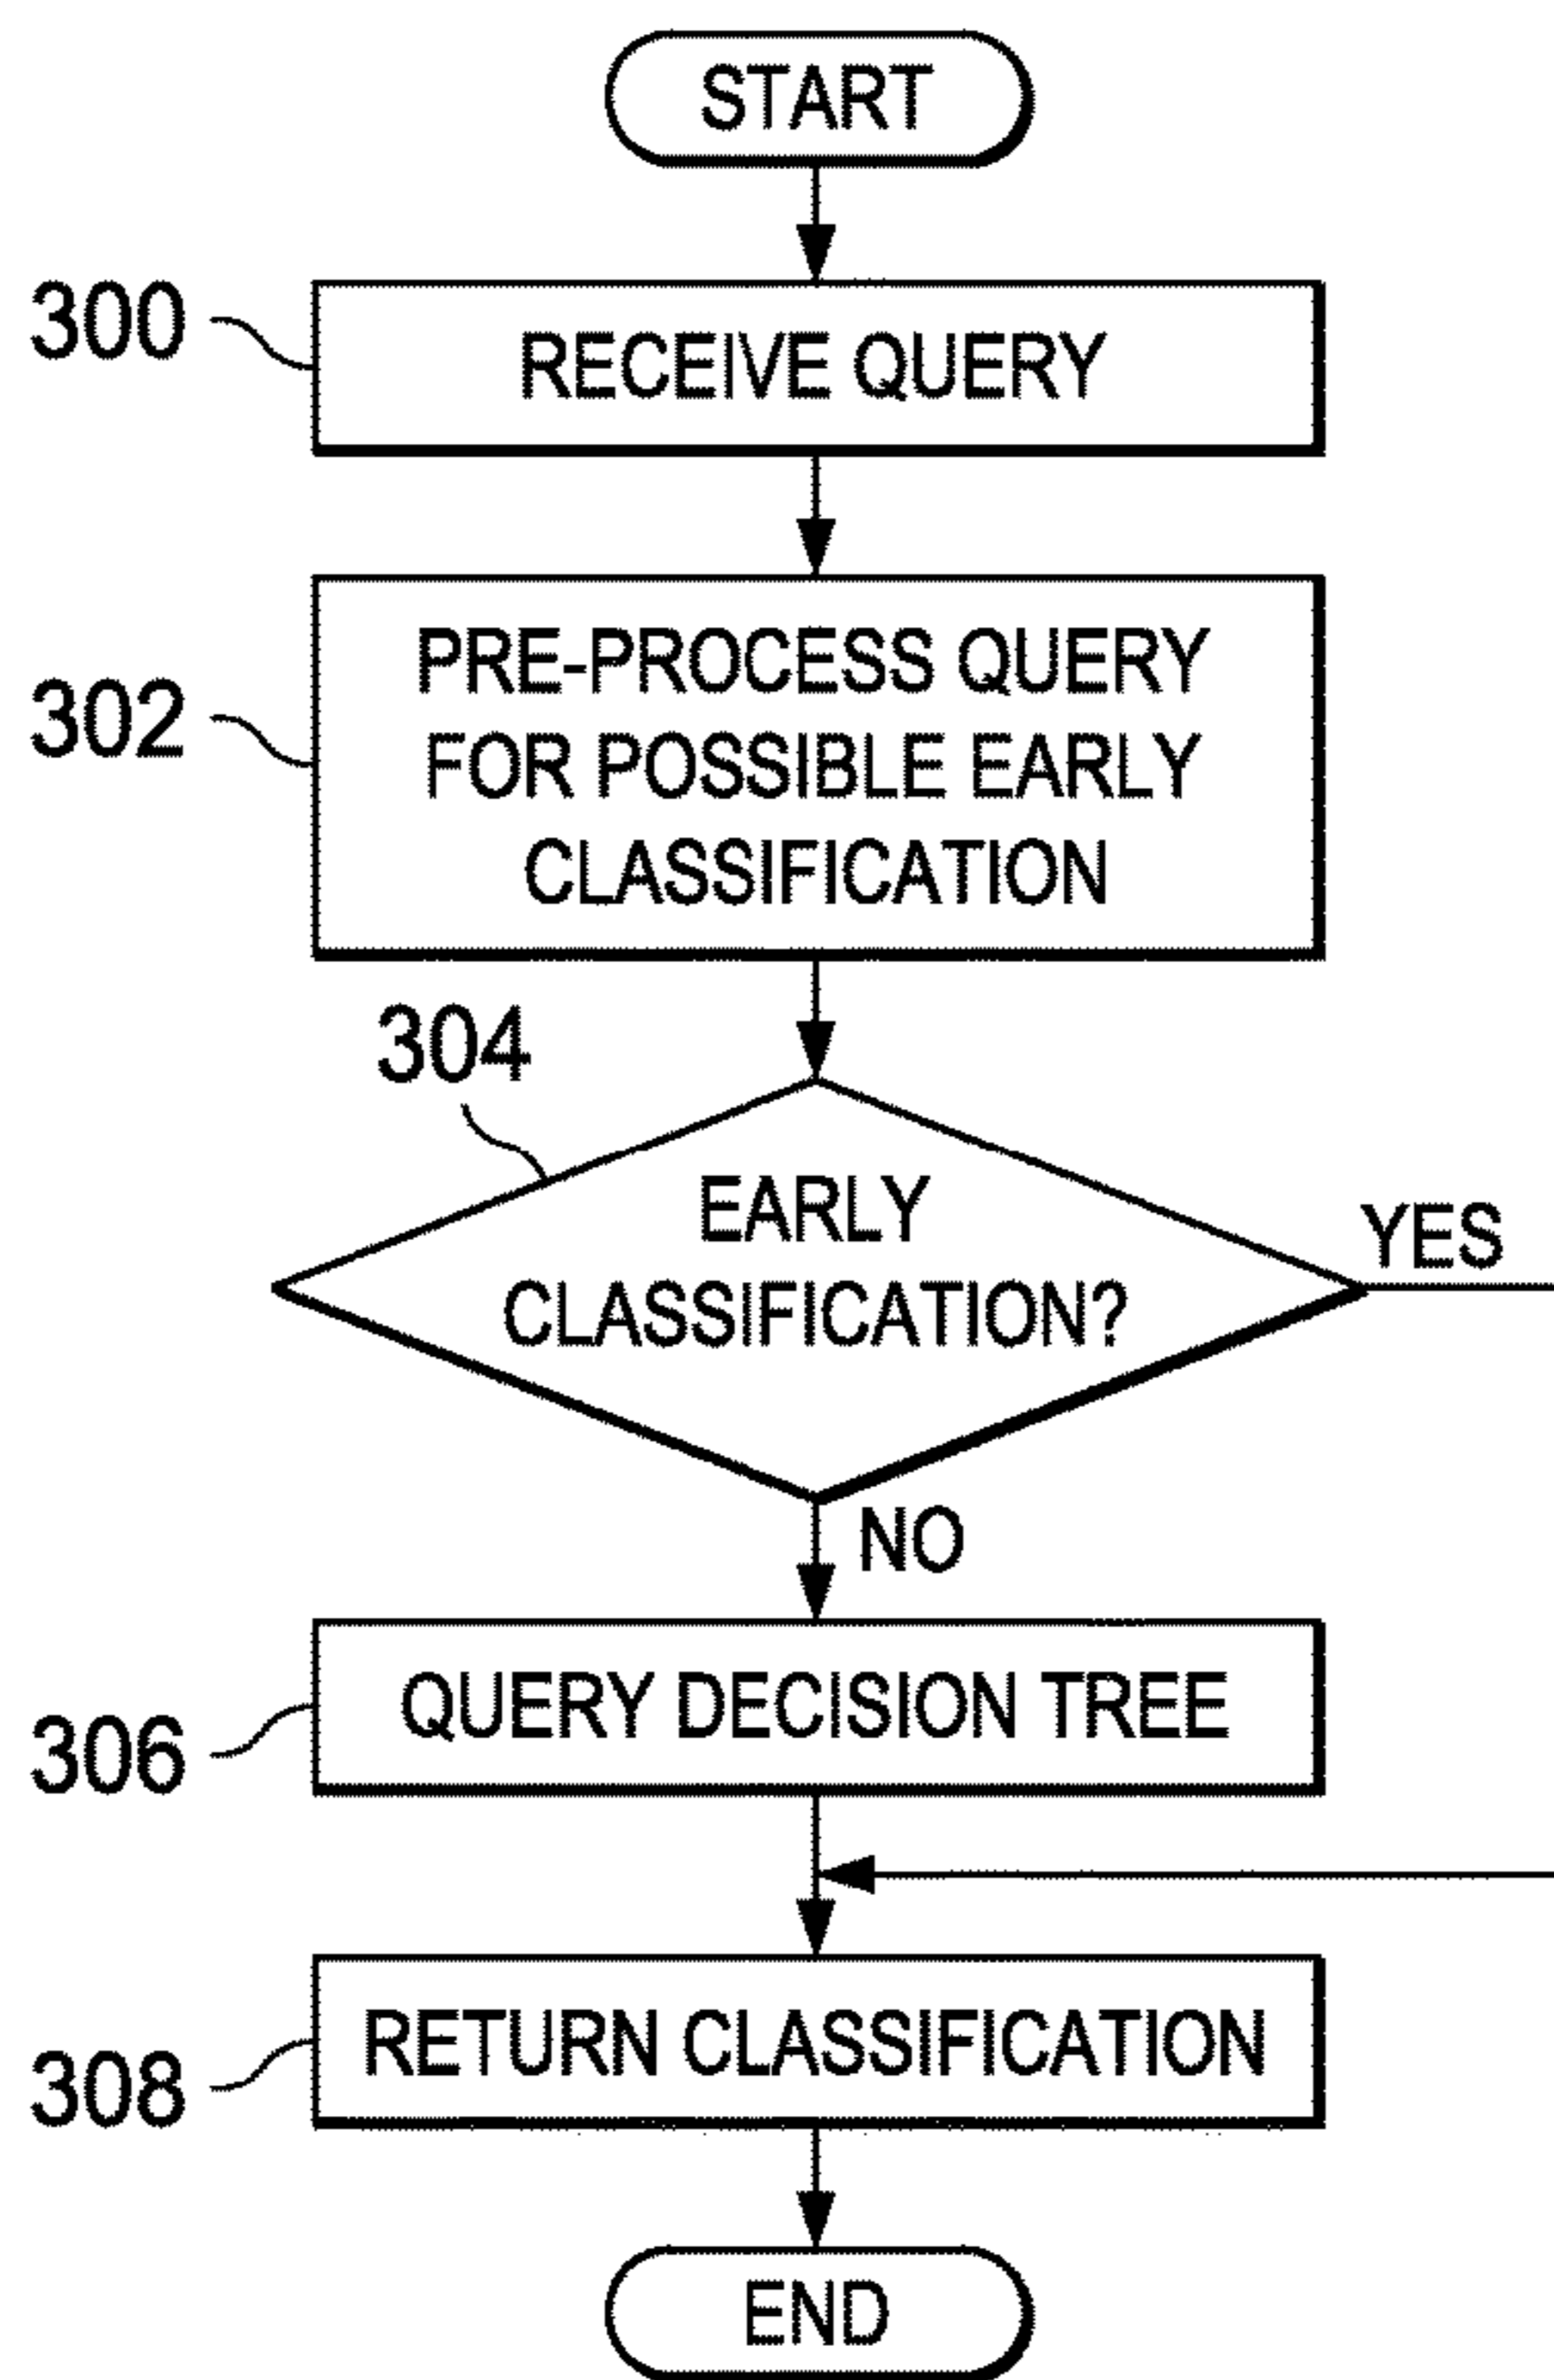 START
300
RECEIVE QUERY
302
PRE-PROCESS QUERY
FOR POSSIBLE EARLY
CLASSIFICATION
304
EARLY
CLASSIFICATION?
YES
NO
306
QUERY DECISION TREE
308
RETURN CLASSIFICATION
END